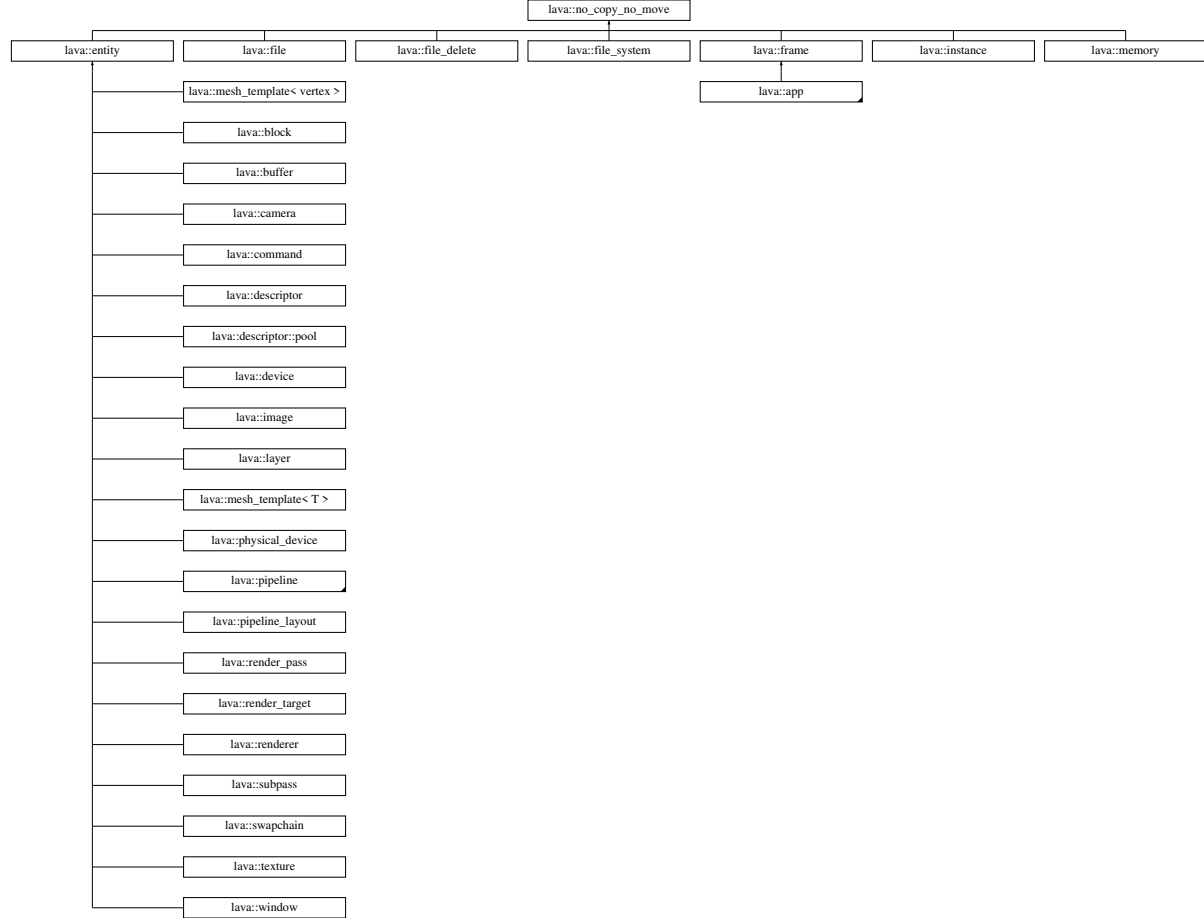 lava::no_copy_no_move
lava::entity lava::file lava::file_delete lava::file_system lava::frame lava::instance lava::memory
lava::mesh_template< vertex > lava::app
lava::block
lava::buffer
lava::camera
lava::command
lava::descriptor
lava::descriptor::pool
lava::device
lava::image
lava::layer
lava::mesh_template< T >
lava::physical_device
lava::pipeline
lava::pipeline_layout
lava::render_pass
lava::render_target
lava::renderer
lava::subpass
lava::swapchain
lava::texture
lava::window